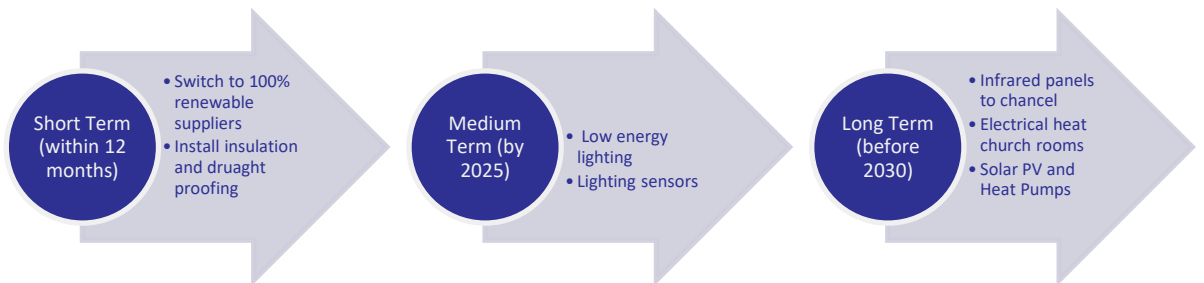 Short Term
(within 12
months)
• Switch to 100%
renewable
suppliers
• Install insulation
and druaght
proofing
Medium
Term (by
2025)
• Low energy
lighting
• Lighting sensors
Long Term
(before
2030)
• Infrared panels
to chancel
• Electrical heat
church rooms
• Solar PV and
Heat Pumps